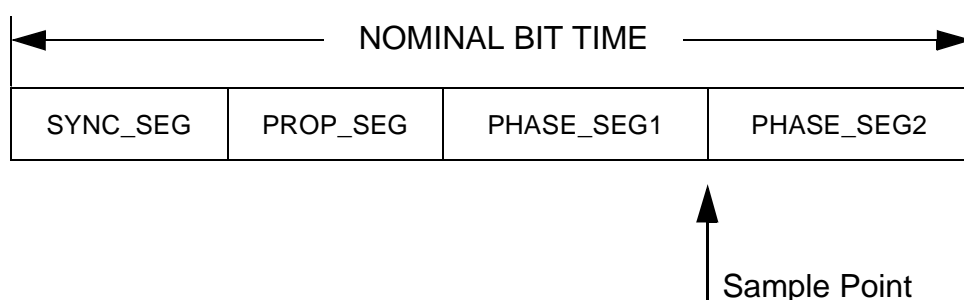 NOMINAL BIT TIME
SYNC_SEG PROP_SEG PHASE_SEG1 PHASE_SEG2
Sample Point